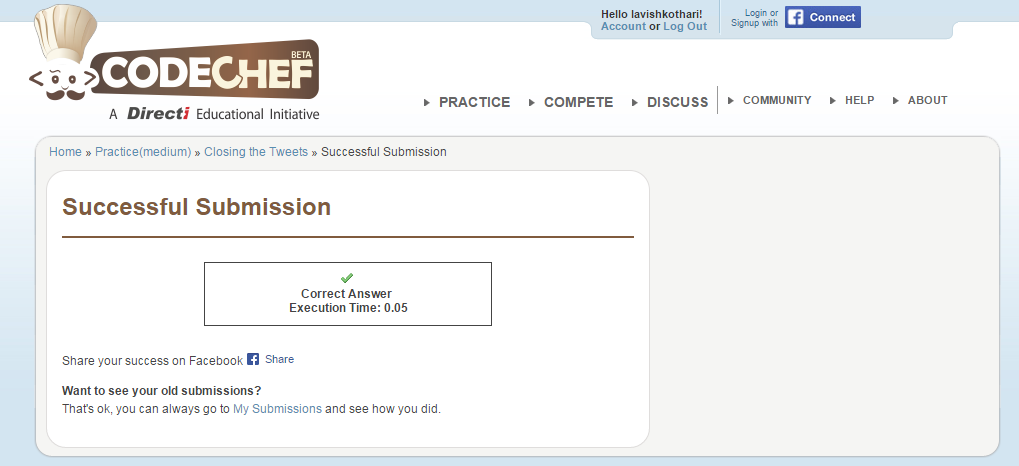 Hello lavishkothari!
Account or Log Out
Login or
Signup with
Connect
CODECHEF
BETA
A Directi Educational Initiative
PRACTICE
COMPETE
DISCUSS
COMMUNITY
HELP
ABOUT
Home » Practice(medium) » Closing the Tweets » Successful Submission
Successful Submission
Correct Answer
Execution Time: 0.05
Share your success on Facebook Share
Want to see your old submissions?
That's ok, you can always go to My Submissions and see how you did.